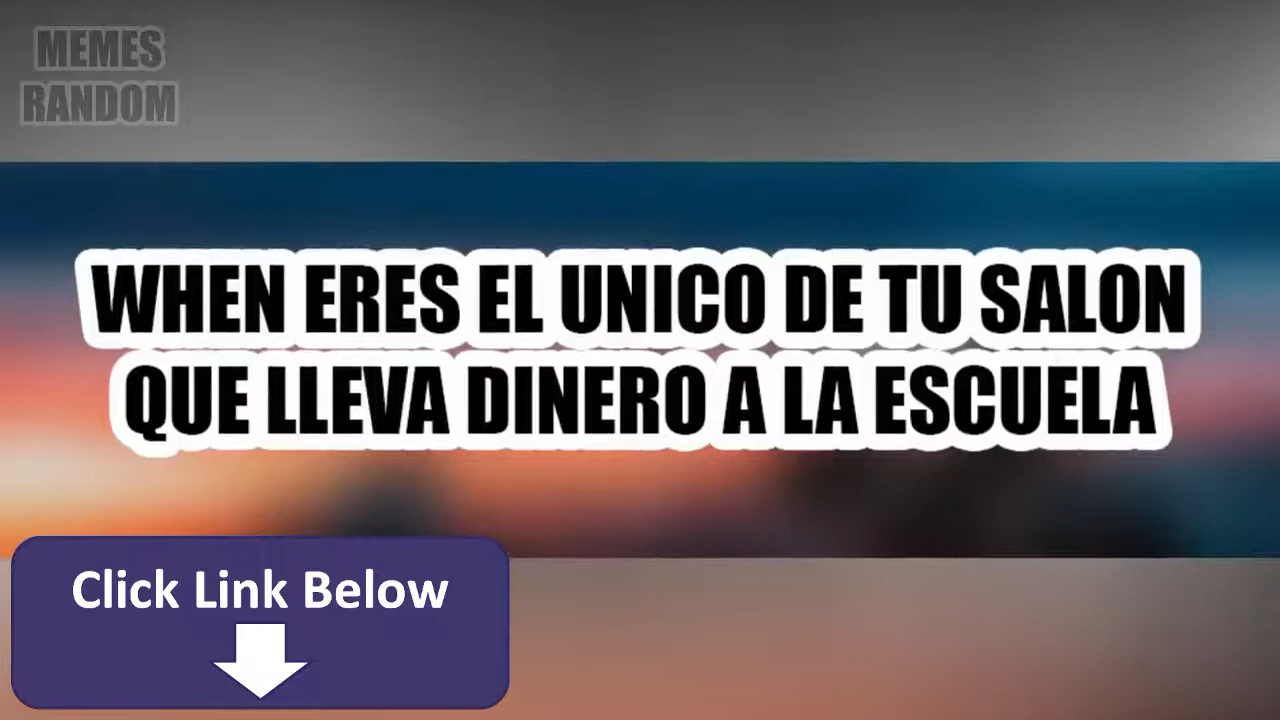 MEMES
RANDOM
WHEN ERES EL UNICO DE TU SALON
QUE LLEVA DINERO A LA ESCUELA
Click Link Below